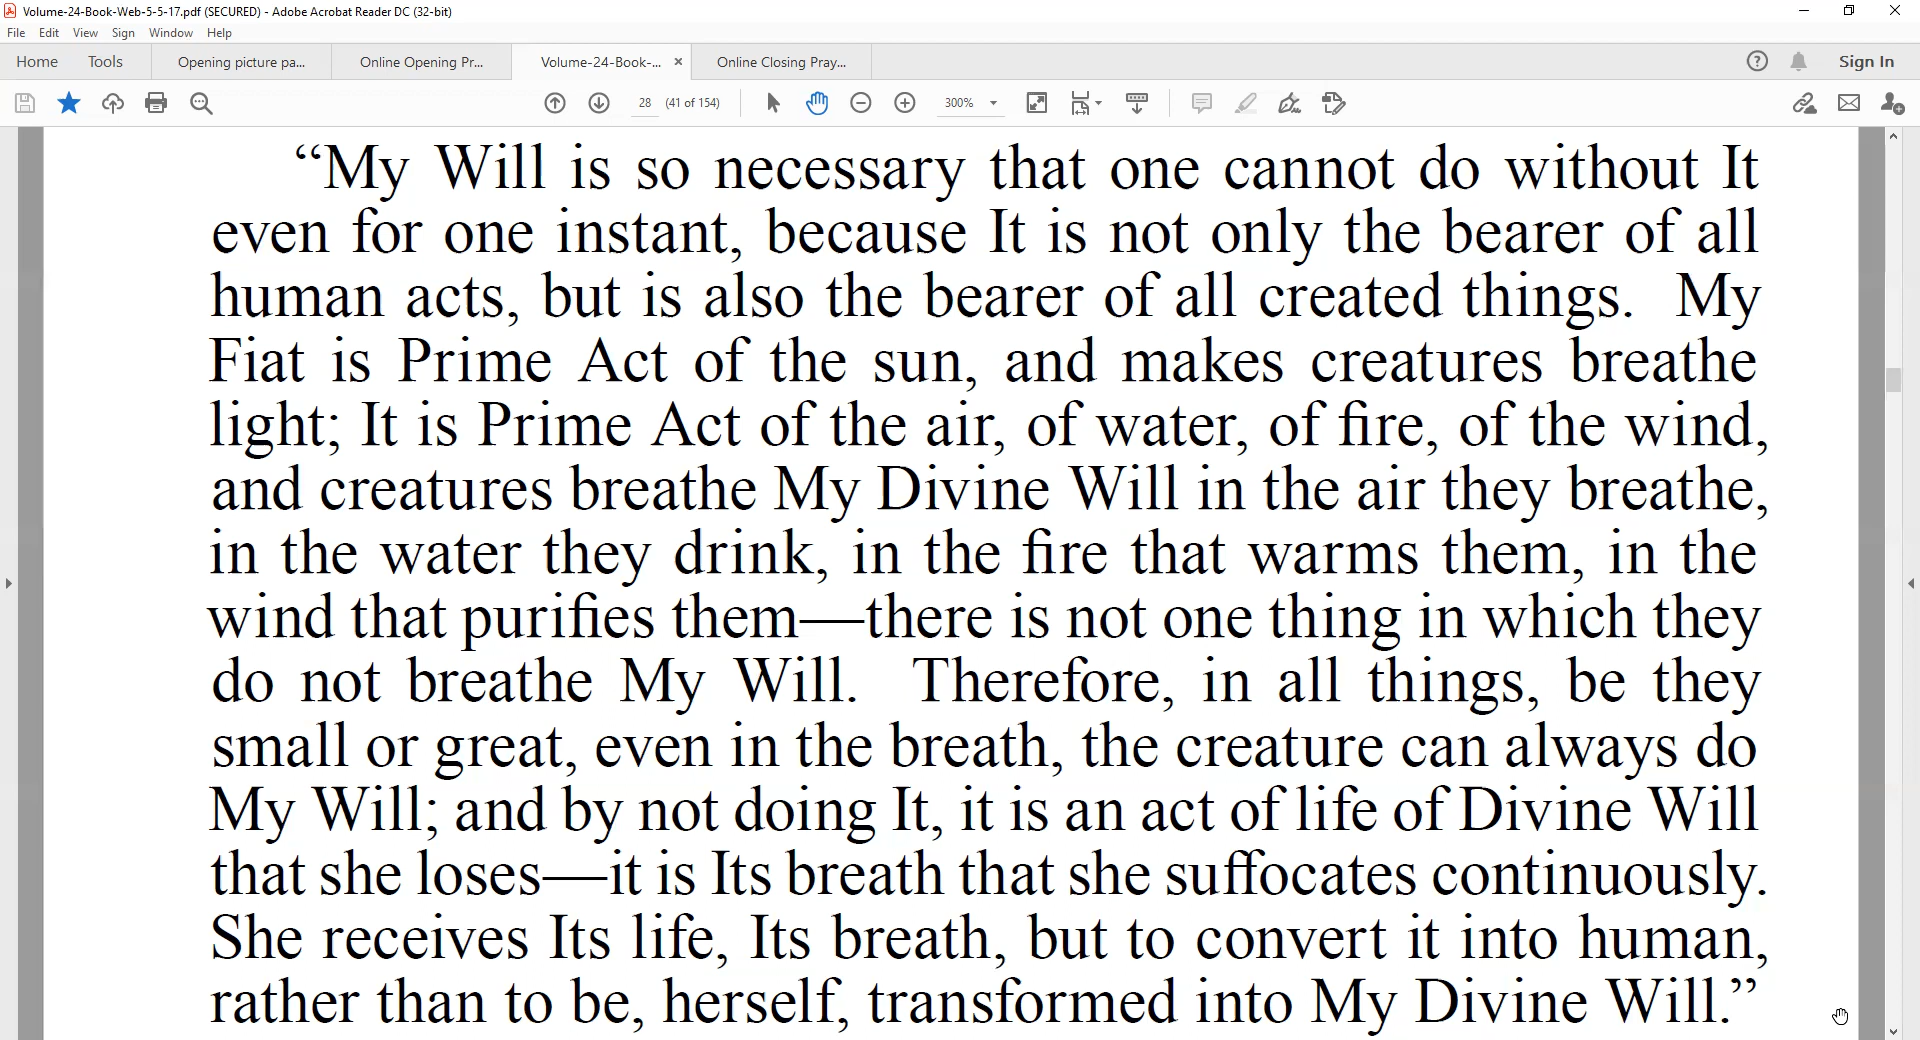 Volume-24-Book-Web-5-5-17.pdf (SECURED) - Adobe Acrobat Reader DC (32-bit)
File Edit View Sign Window Help
Home Tools Opening picture pa... Online Opening Pr... Volume-24-Book-... × Online Closing Pray... Sign In
28 (41 of 154) 300%
“My Will is so necessary that one cannot do without It
even for one instant, because It is not only the bearer of all
human acts, but is also the bearer of all created things. My
Fiat is Prime Act of the sun, and makes creatures breathe
light; It is Prime Act of the air, of water, of fire, of the wind,
and creatures breathe My Divine Will in the air they breathe,
in the water they drink, in the fire that warms them, in the
wind that purifies them—there is not one thing in which they
do not breathe My Will. Therefore, in all things, be they
small or great, even in the breath, the creature can always do
My Will; and by not doing It, it is an act of life of Divine Will
that she loses—it is Its breath that she suffocates continuously.
She receives Its life, Its breath, but to convert it into human,
rather than to be, herself, transformed into My Divine Will.”